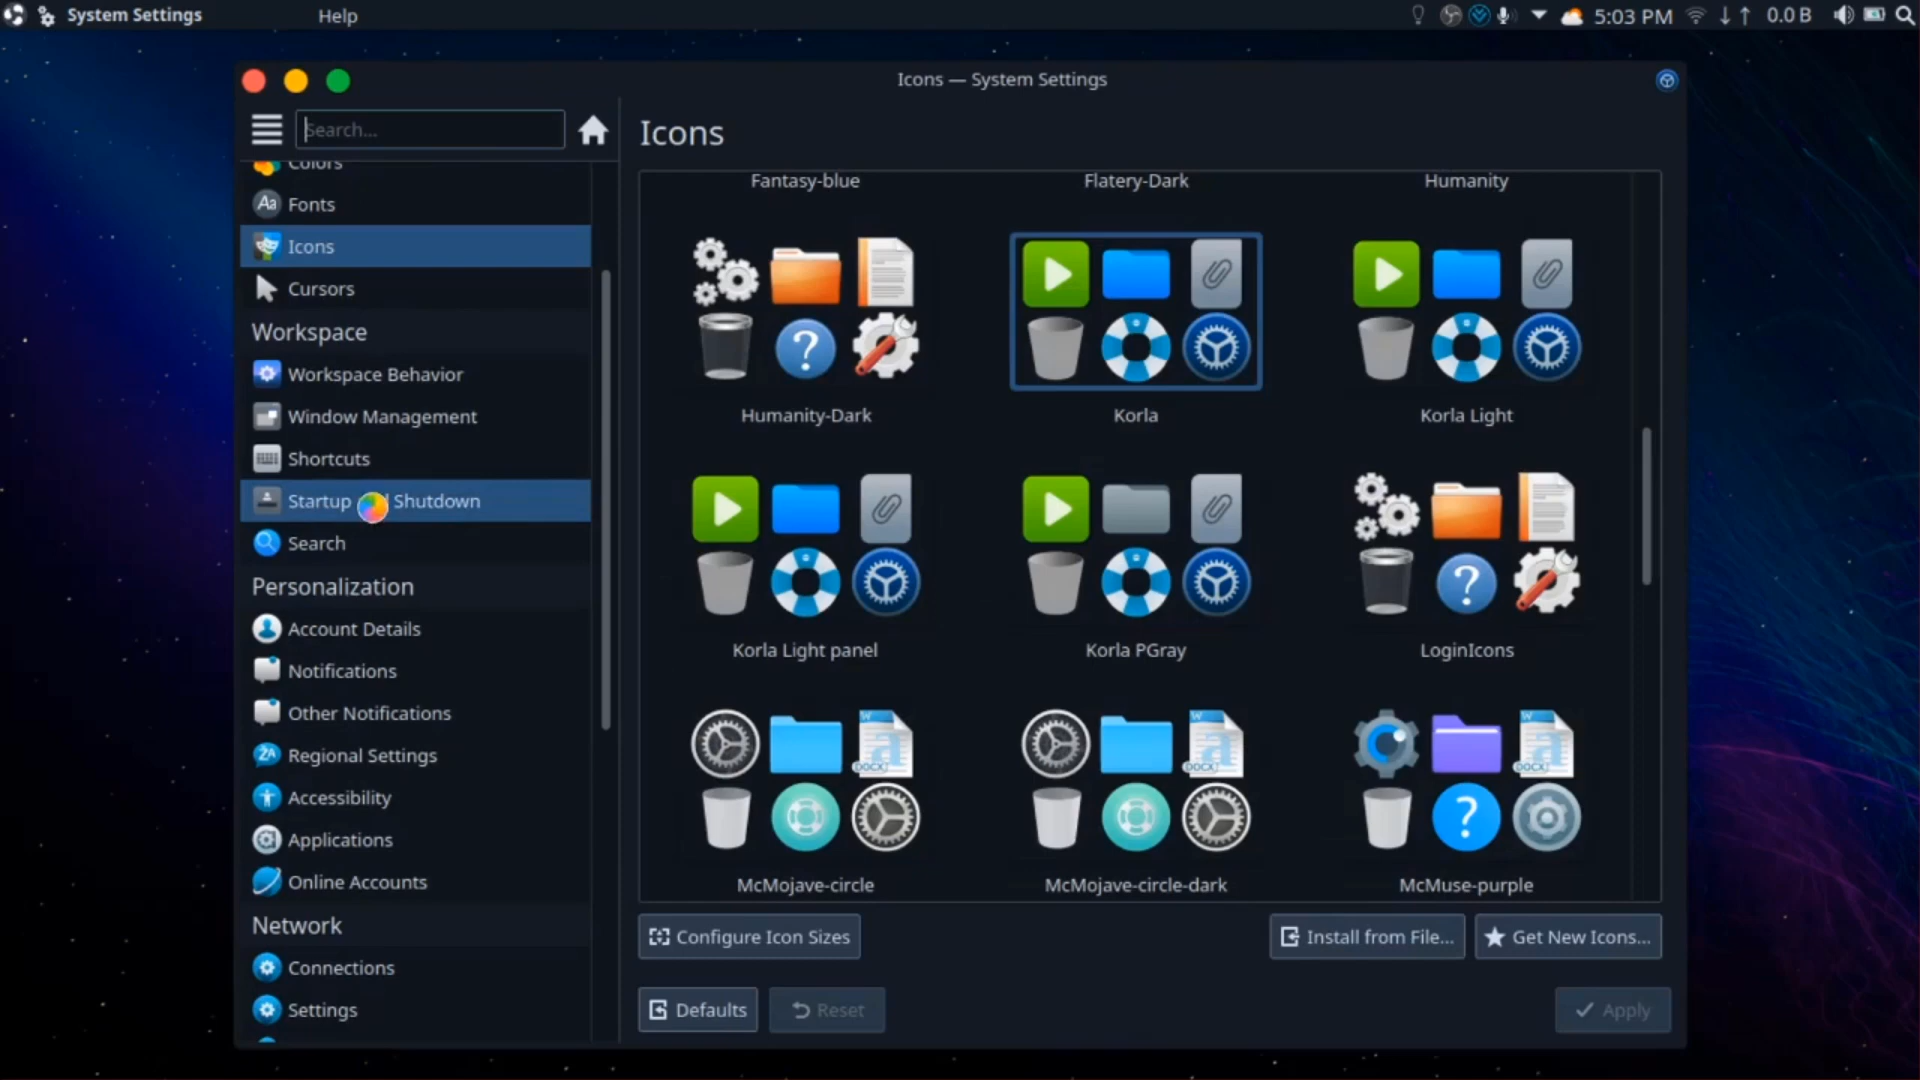 System Settings
Help
5:03 PM
0.0 B
Icons — System Settings
Search...
Icons
Colors
Fonts
Icons
Cursors
Workspace
Workspace Behavior
Window Management
Shortcuts
Startup and Shutdown
Search
Personalization
Account Details
Notifications
Other Notifications
Regional Settings
Accessibility
Applications
Online Accounts
Network
Connections
Settings
Fantasy-blue
Flatery-Dark
Humanity
Humanity-Dark
Korla
Korla Light
Korla Light panel
Korla PGray
LoginIcons
McMojave-circle
McMojave-circle-dark
McMuse-purple
Configure Icon Sizes
Install from File...
Get New Icons...
Defaults
Reset
Apply